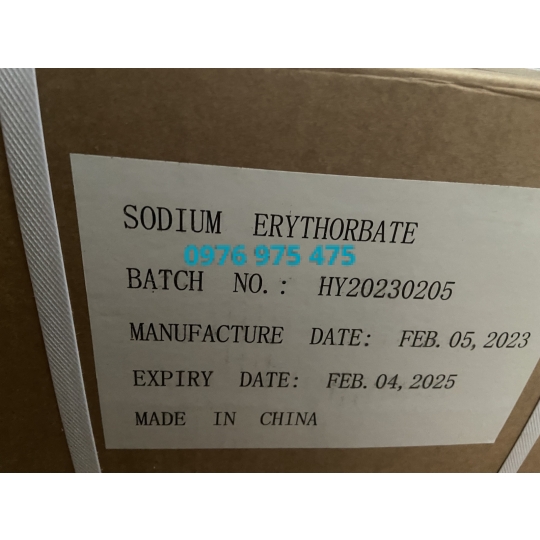 SODIUM ERYTHORBATE
0976 975 475
BATCH NO.: HY20230205
MANUFACTURE DATE: FEB. 05, 2023
EXPIRY DATE: FEB. 04, 2025
MADE IN CHINA